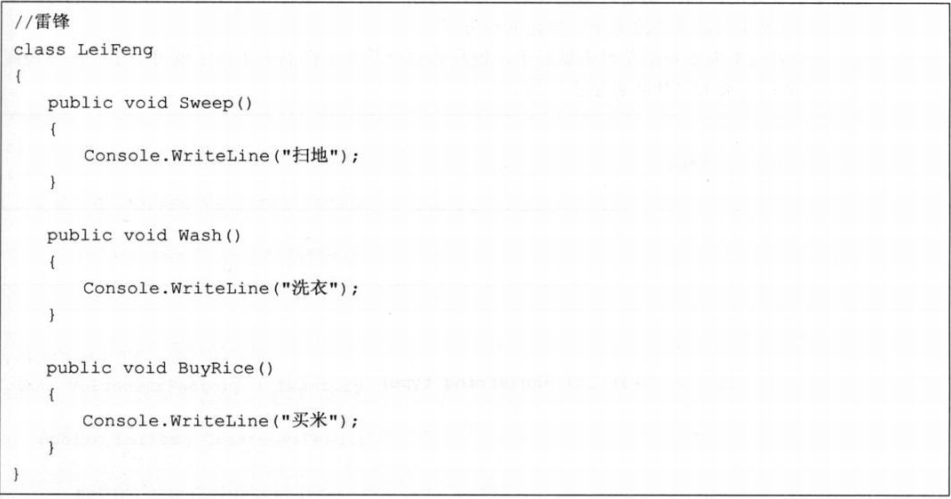 //雷锋
class LeiFeng
{
public void Sweep()
{
Console.WriteLine("扫地");
}
public void Wash()
{
Console.WriteLine("洗衣");
}
public void BuyRice()
{
Console.WriteLine("买米");
}
}